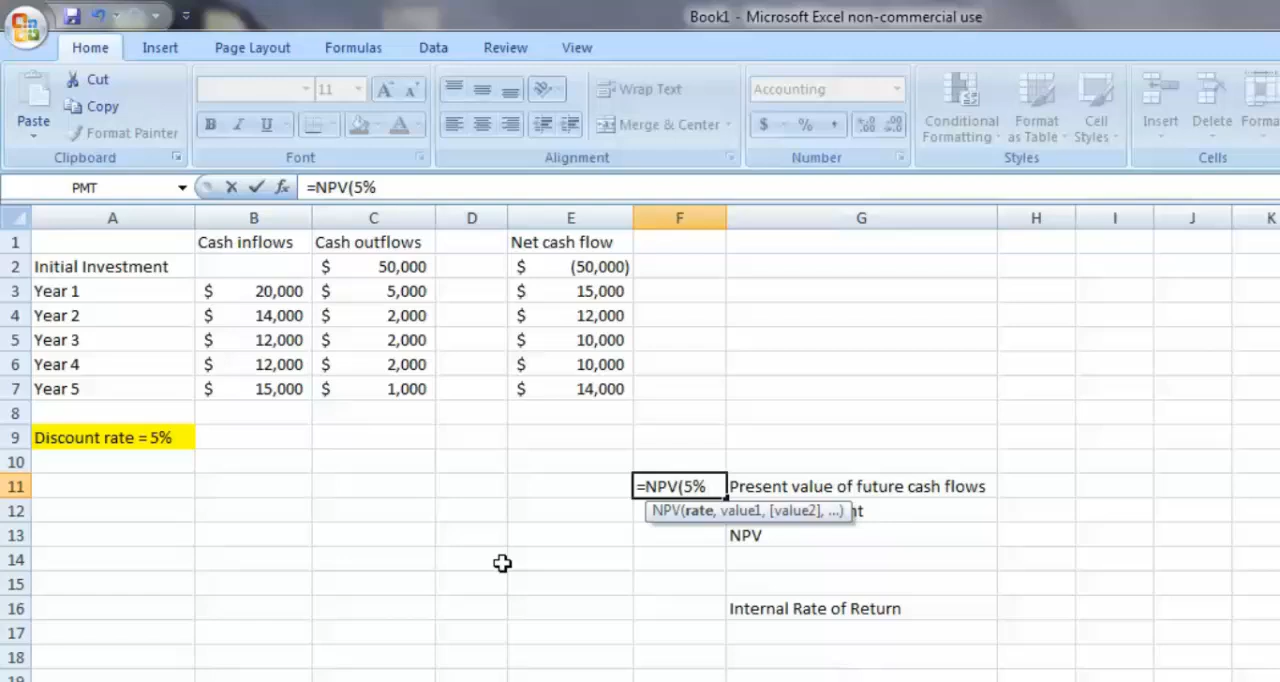 Book1 - Microsoft Excel non-commercial use
Home Insert Page Layout Formulas Data Review View
Paste Cut Copy Format Painter
11 Wrap Text Merge & Center
Accounting $ % Conditional Formatting Format as Table Cell Styles Insert Delete
Clipboard Font Alignment Number Styles Cells
PMT fx =NPV(5%
A B C D E F G H I J K
1 Cash inflows Cash outflows Net cash flow
2 Initial Investment $ 50,000 $ (50,000)
3 Year 1 $ 20,000 $ 5,000 $ 15,000
4 Year 2 $ 14,000 $ 2,000 $ 12,000
5 Year 3 $ 12,000 $ 2,000 $ 10,000
6 Year 4 $ 12,000 $ 2,000 $ 10,000
7 Year 5 $ 15,000 $ 1,000 $ 14,000
8
9 Discount rate = 5%
10
11 =NPV(5% Present value of future cash flows
12 NPV(rate, value1, [value2], ...)
13 NPV
14
15
16 Internal Rate of Return
17
18